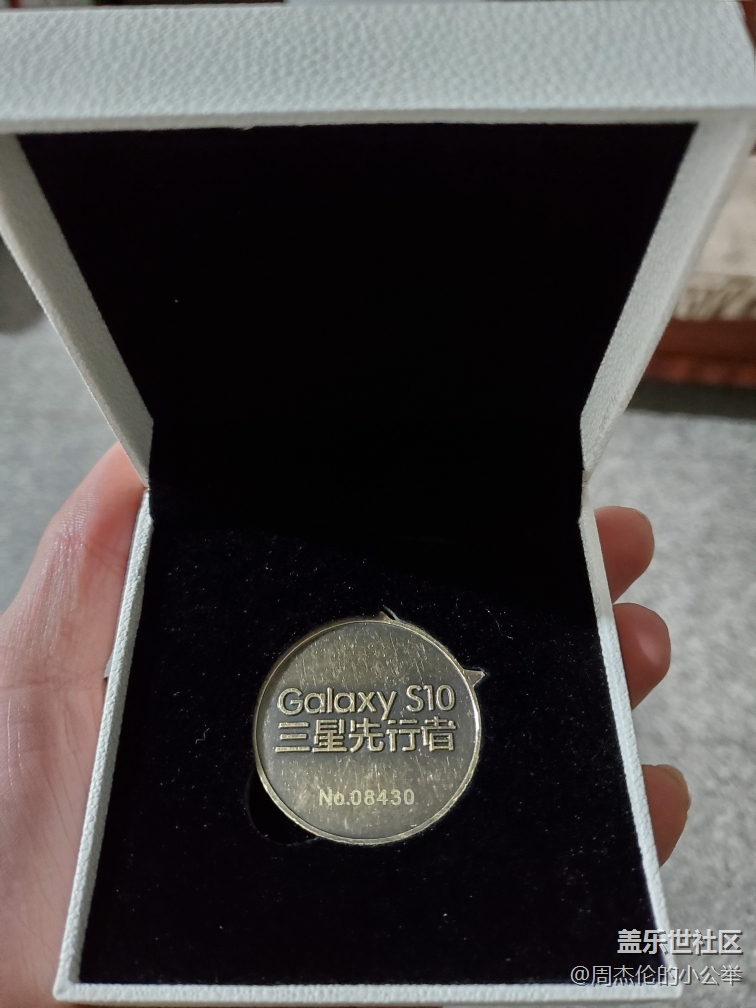 Galaxy S10
三星先行者
No.08430
盖乐世社区
@周杰伦的小公举